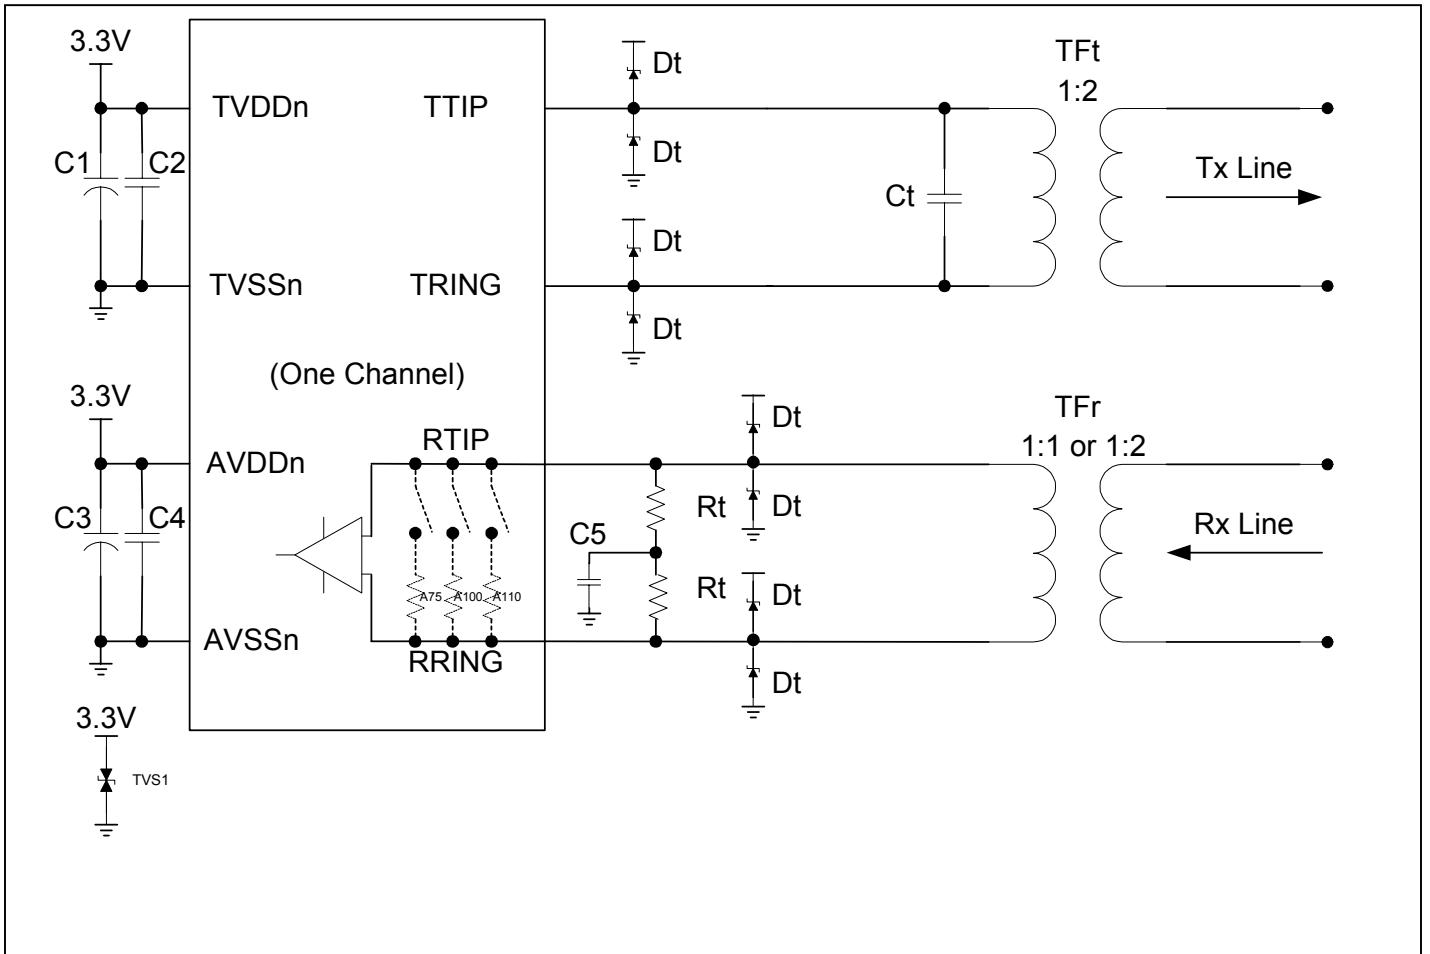 3.3V
TVDDn
TTIP
Dt
Dt
TFt
1:2
C1
C2
Ct
Tx Line
TVSSn
TRING
Dt
Dt
(One Channel)
3.3V
AVDDn
RTIP
Dt
Dt
TFr
1:1 or 1:2
C3
C4
A75
A100
A110
C5
Rt
Rt
Rx Line
AVSSn
RRING
Dt
Dt
3.3V
TVS1